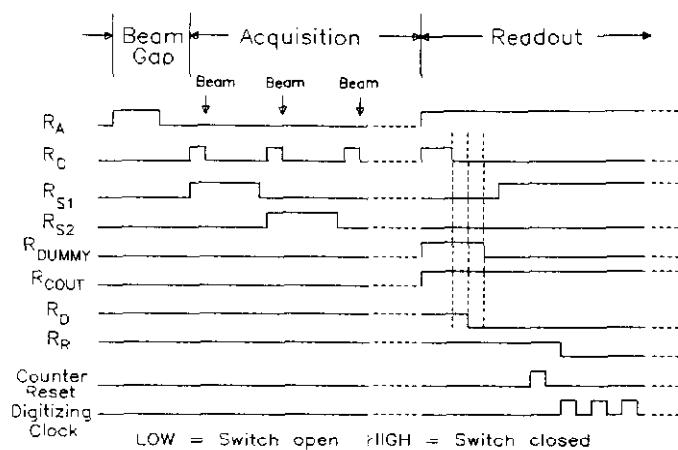 Beam Gap
Acquisition
Readout
Beam
Beam
Beam
R_A
R_C
R_S1
R_S2
R_DUMMY
R_COUT
R_D
R_R
Counter Reset
Digitizing Clock
LOW = Switch open HIGH = Switch closed